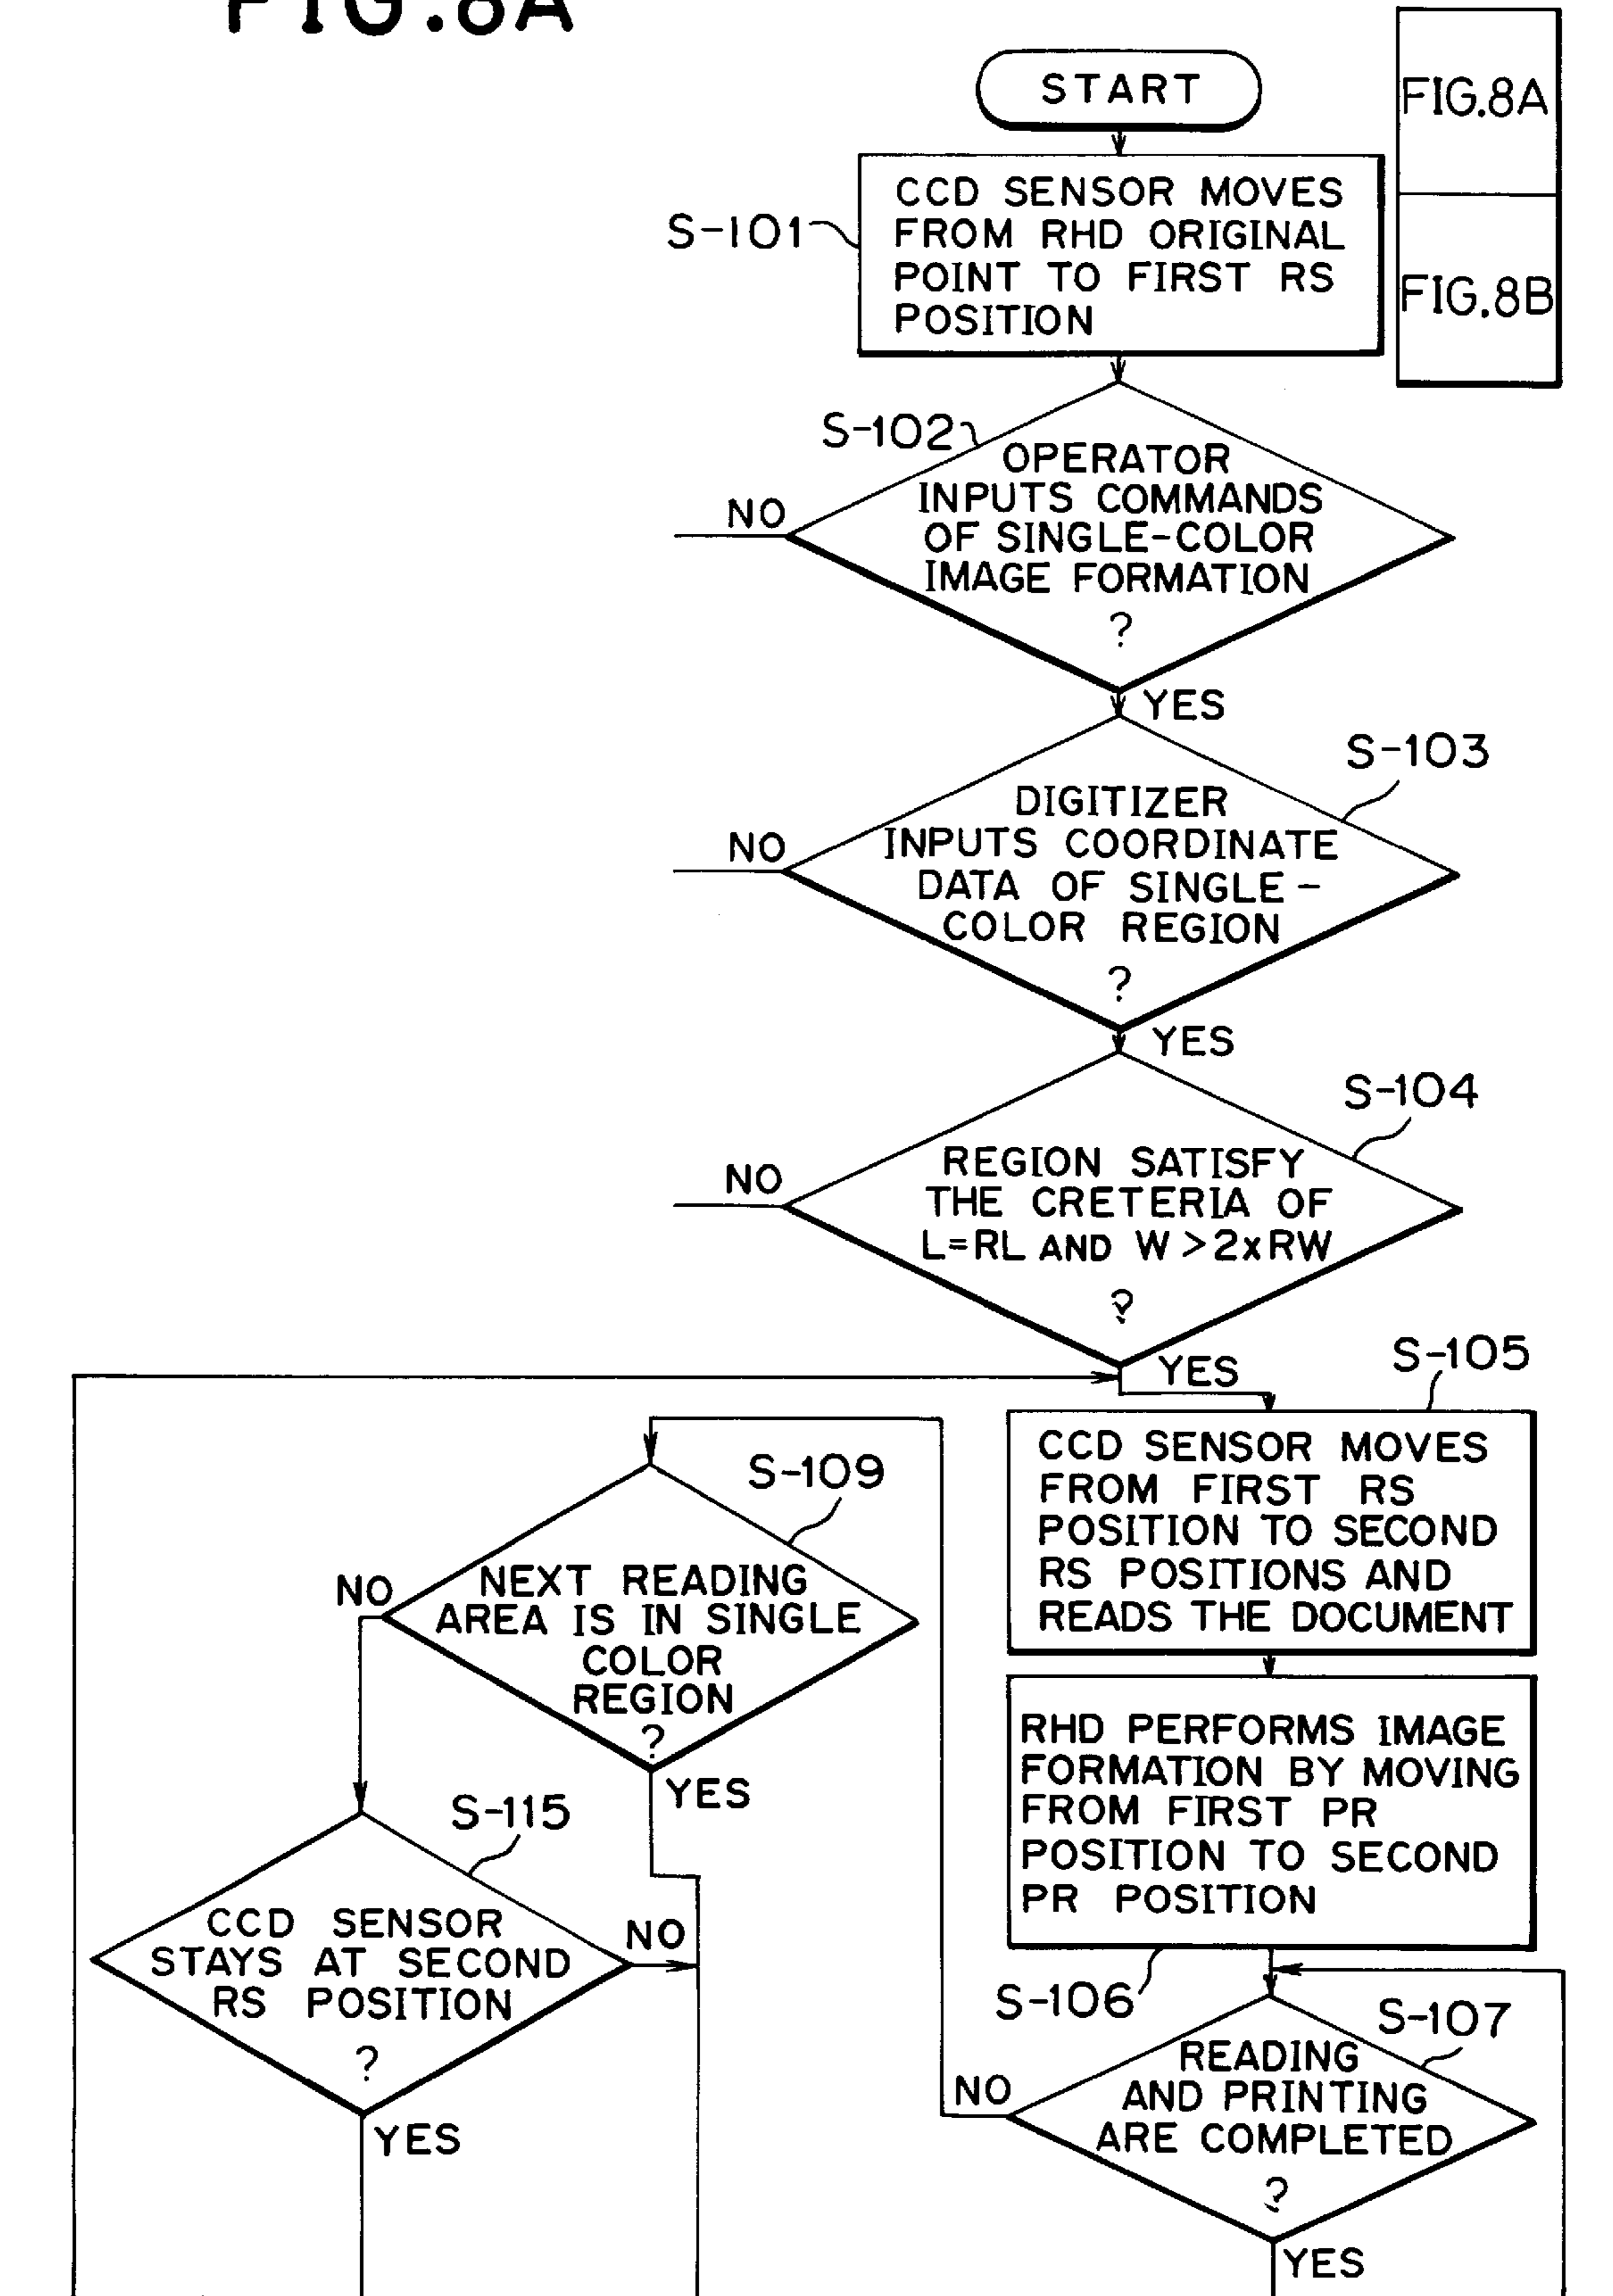 FIG.8A
START
FIG.8A
FIG.8B
S-101
CCD SENSOR MOVES
FROM RHD ORIGINAL
POINT TO FIRST RS
POSITION
S-102
OPERATOR
INPUTS COMMANDS
OF SINGLE-COLOR
IMAGE FORMATION
?
NO
YES
S-103
DIGITIZER
INPUTS COORDINATE
DATA OF SINGLE-
COLOR REGION
?
NO
YES
S-104
REGION SATISFY
THE CRETERIA OF
L=RL AND W>2xRW
?
NO
YES
S-105
CCD SENSOR MOVES
FROM FIRST RS
POSITION TO SECOND
RS POSITIONS AND
READS THE DOCUMENT
S-109
NEXT READING
AREA IS IN SINGLE
COLOR
REGION
?
NO
YES
RHD PERFORMS IMAGE
FORMATION BY MOVING
FROM FIRST PR
POSITION TO SECOND
PR POSITION
S-106
S-115
CCD SENSOR
STAYS AT SECOND
RS POSITION
?
NO
YES
S-107
READING
AND PRINTING
ARE COMPLETED
?
NO
YES